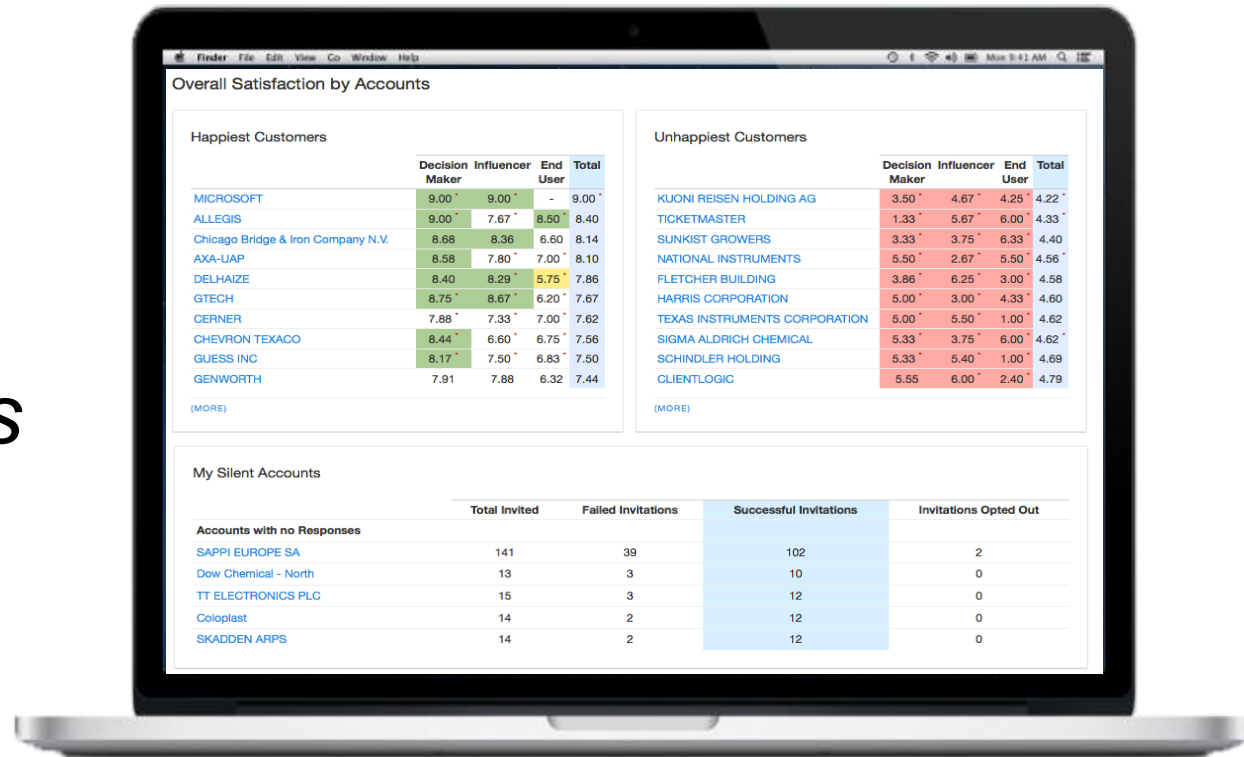 Finder File Edit View Go Window Help Mon 9:41 AM
Overall Satisfaction by Accounts
Happiest Customers
Decision Maker Influencer End User Total
MICROSOFT 9.00* 9.00* - 9.00*
ALLEGIS 9.00* 7.67* 8.50* 8.40
Chicago Bridge & Iron Company N.V. 8.68 8.36 6.60 8.14
AXA-UAP 8.58 7.80* 7.00* 8.10
DELHAIZE 8.40 8.29* 5.75* 7.86
GTECH 8.75* 8.67* 6.20* 7.67
CERNER 7.88* 7.33* 7.00* 7.62
CHEVRON TEXACO 8.44* 6.60* 6.75* 7.56
GUESS INC 8.17* 7.50* 6.83* 7.50
GENWORTH 7.91 7.88 6.32 7.44
(MORE)
Unhappiest Customers
Decision Maker Influencer End User Total
KUONI REISEN HOLDING AG 3.50* 4.67* 4.25* 4.22*
TICKETMASTER 1.33* 5.67* 6.00* 4.33*
SUNKIST GROWERS 3.33* 3.75* 6.33* 4.40
NATIONAL INSTRUMENTS 5.50* 2.67* 5.50* 4.56*
FLETCHER BUILDING 3.86* 6.25* 3.00* 4.58
HARRIS CORPORATION 5.00* 3.00* 4.33* 4.60
TEXAS INSTRUMENTS CORPORATION 5.00* 5.50* 1.00* 4.62
SIGMA ALDRICH CHEMICAL 5.33* 3.75* 6.00* 4.62*
SCHINDLER HOLDING 5.33* 5.40* 1.00* 4.69
CLIENTLOGIC 5.55 6.00* 2.40* 4.79
(MORE)
s
My Silent Accounts
Total Invited Failed Invitations Successful Invitations Invitations Opted Out
Accounts with no Responses
SAPPI EUROPE SA 141 39 102 2
Dow Chemical - North 13 3 10 0
TT ELECTRONICS PLC 15 3 12 0
Coloplast 14 2 12 0
SKADDEN ARPS 14 2 12 0